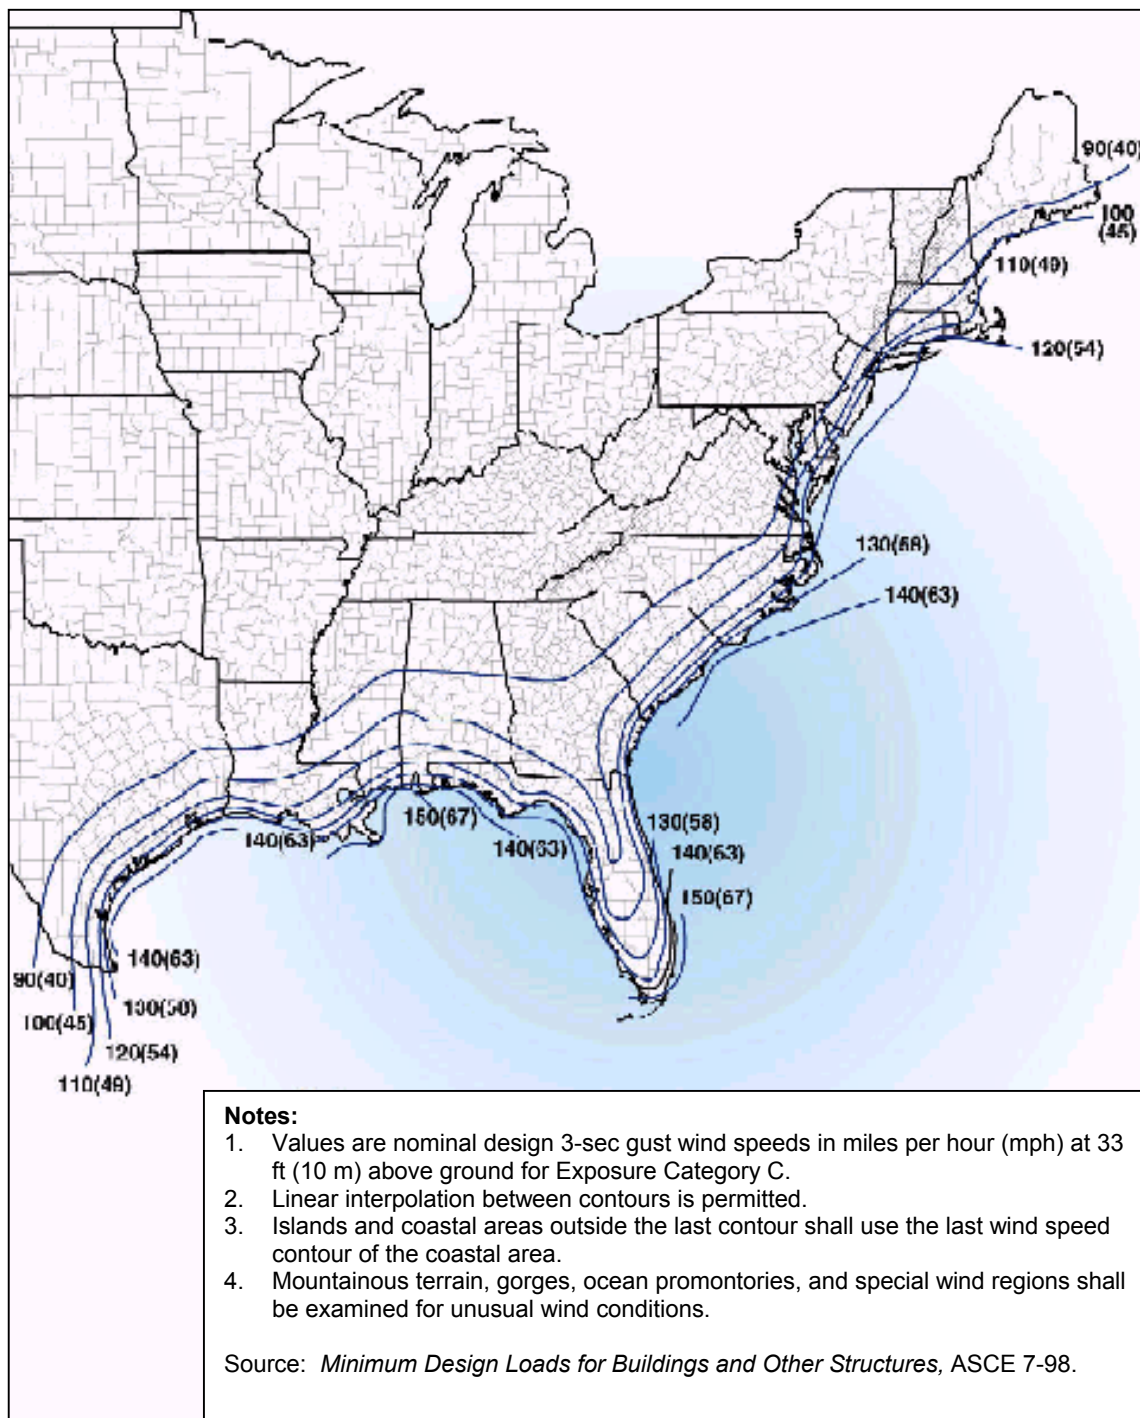 90(40)
100
(45)
110(49)
120(54)
130(58)
140(63)
130(58)
140(63)
150(67)
150(67)
140(63)
140(63)
140(63)
90(40)
100(45)
120(54)
110(49)
Notes:
1. Values are nominal design 3-sec gust wind speeds in miles per hour (mph) at 33
ft (10 m) above ground for Exposure Category C.
2. Linear interpolation between contours is permitted.
3. Islands and coastal areas outside the last contour shall use the last wind speed
contour of the coastal area.
4. Mountainous terrain, gorges, ocean promontories, and special wind regions shall
be examined for unusual wind conditions.
Source: Minimum Design Loads for Buildings and Other Structures, ASCE 7-98.